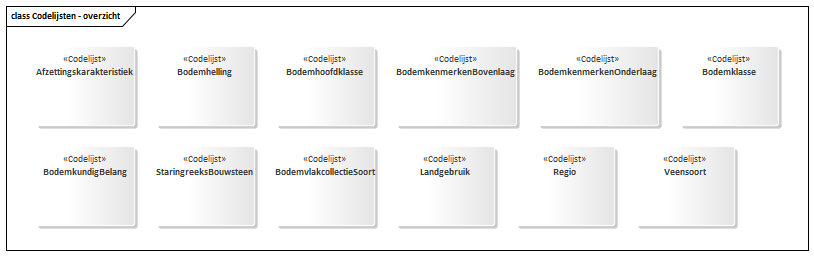 class Codelijsten - overzicht
«Codelijst» «Codelijst» «Codelijst» «Codelijst» «Codelijst» «Codelijst»
Afzettingskarakteristiek Bodemhelling Bodemhoofdklasse BodemkenmerkenBovenlaag BodemkenmerkenOnderlaag Bodemklasse
«Codelijst» «Codelijst» «Codelijst» «Codelijst» «Codelijst» «Codelijst»
BodemkundigBelang StaringreeksBouwsteen BodemvlakcollectieSoort Landgebruik Regio Veensoort